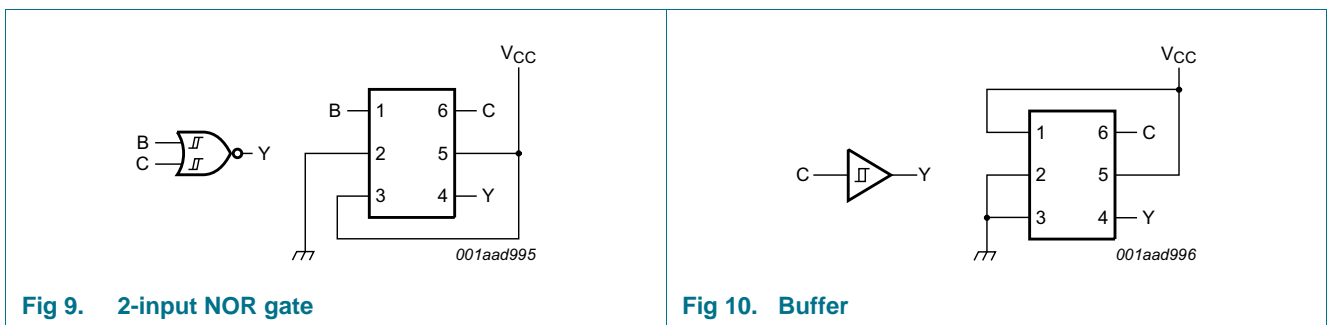 VCC
B 1 6 C
B
C
Y
2 5
3 4 Y
001aad995
Fig 9. 2-input NOR gate
VCC
1 6 C
C Y
2 5
3 4 Y
001aad996
Fig 10. Buffer